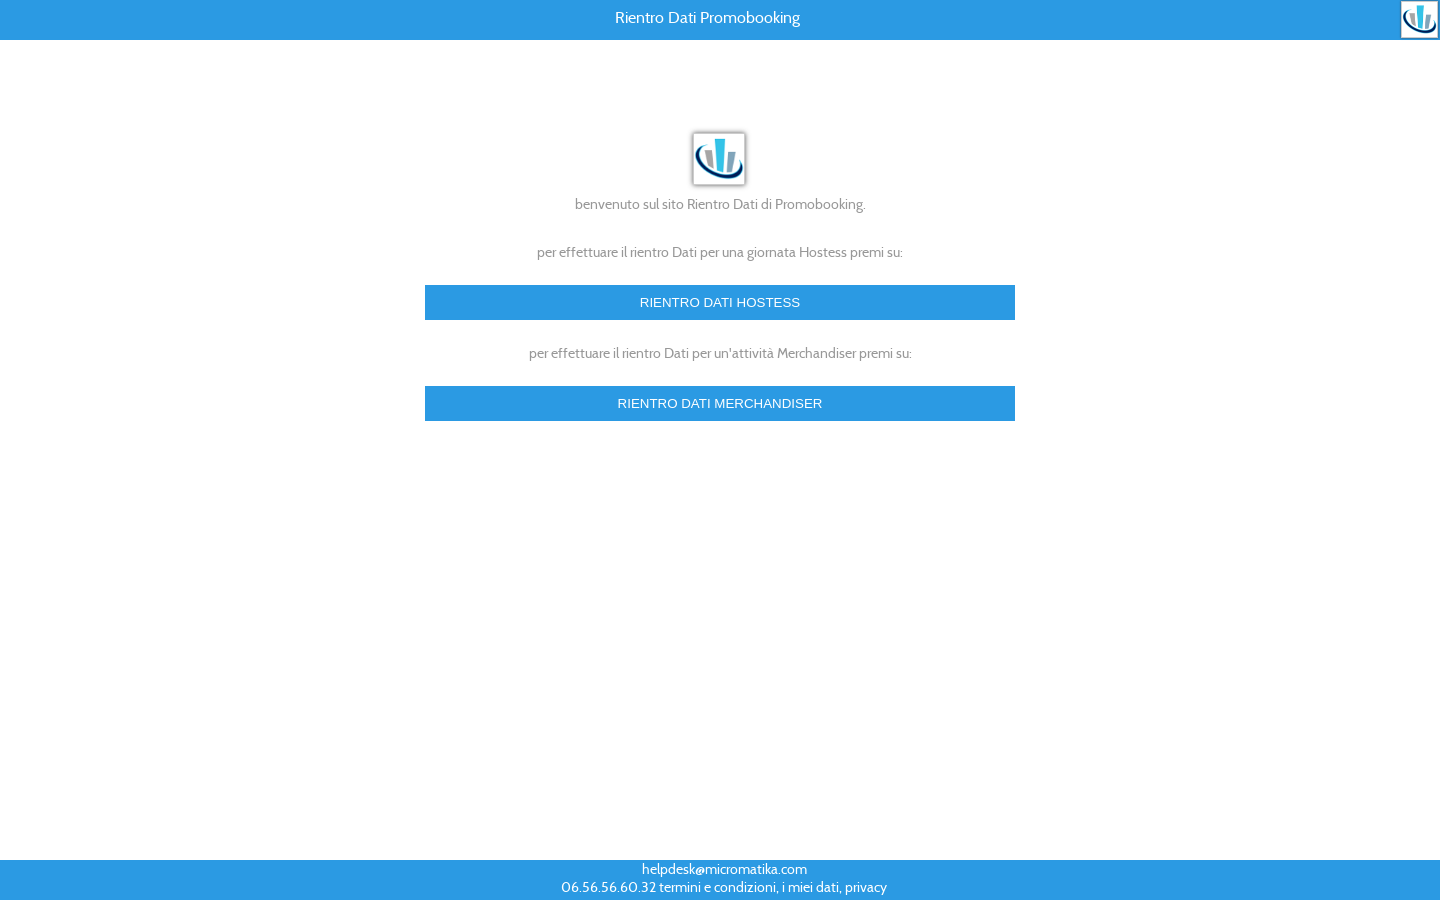 Rientro Dati Promobooking
benvenuto sul sito Rientro Dati di Promobooking.
per effettuare il rientro Dati per una giornata Hostess premi su:
RIENTRO DATI HOSTESS
per effettuare il rientro Dati per un'attività Merchandiser premi su:
RIENTRO DATI MERCHANDISER
helpdesk@micromatika.com
06.56.56.60.32 termini e condizioni, i miei dati, privacy